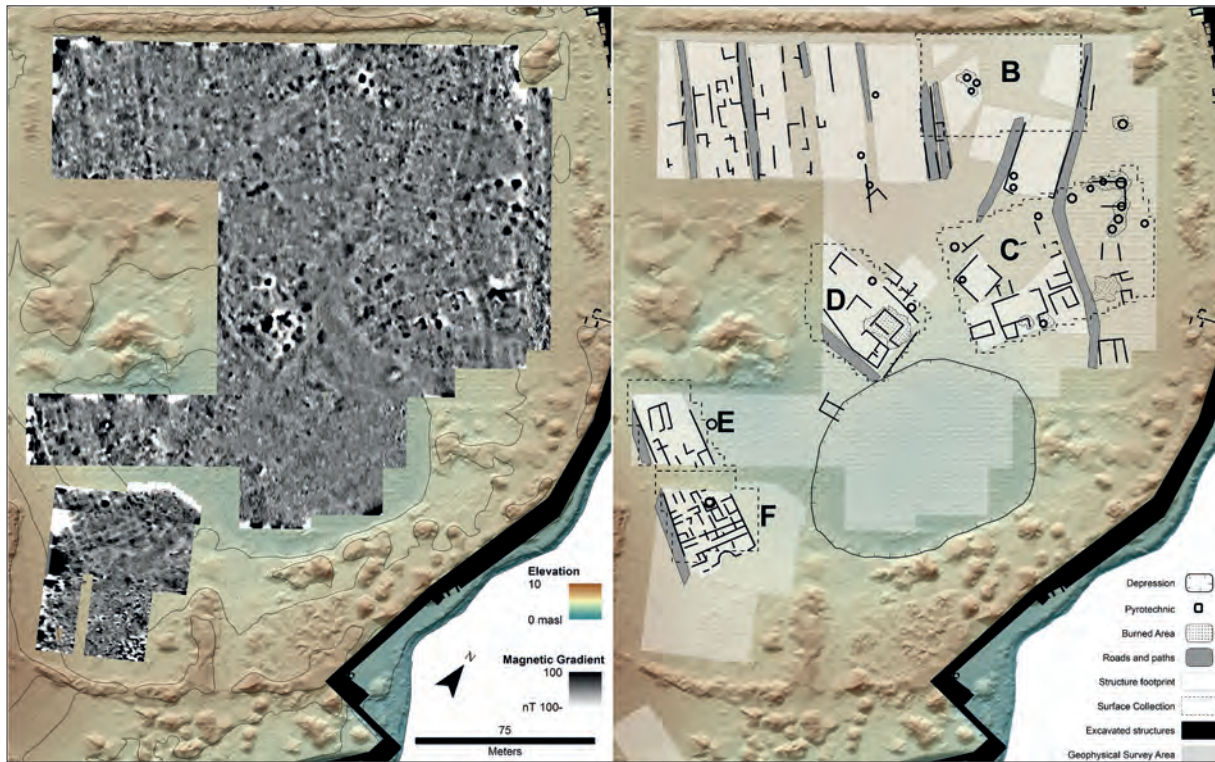 Elevation
10
0 masl
Magnetic Gradient
100
nT 100-
N
75
Meters
B
C
D
E
F
Depression
Pyrotechnic
Burned Area
Roads and paths
Structure footprint
Surface Collection
Excavated structures
Geophysical Survey Area